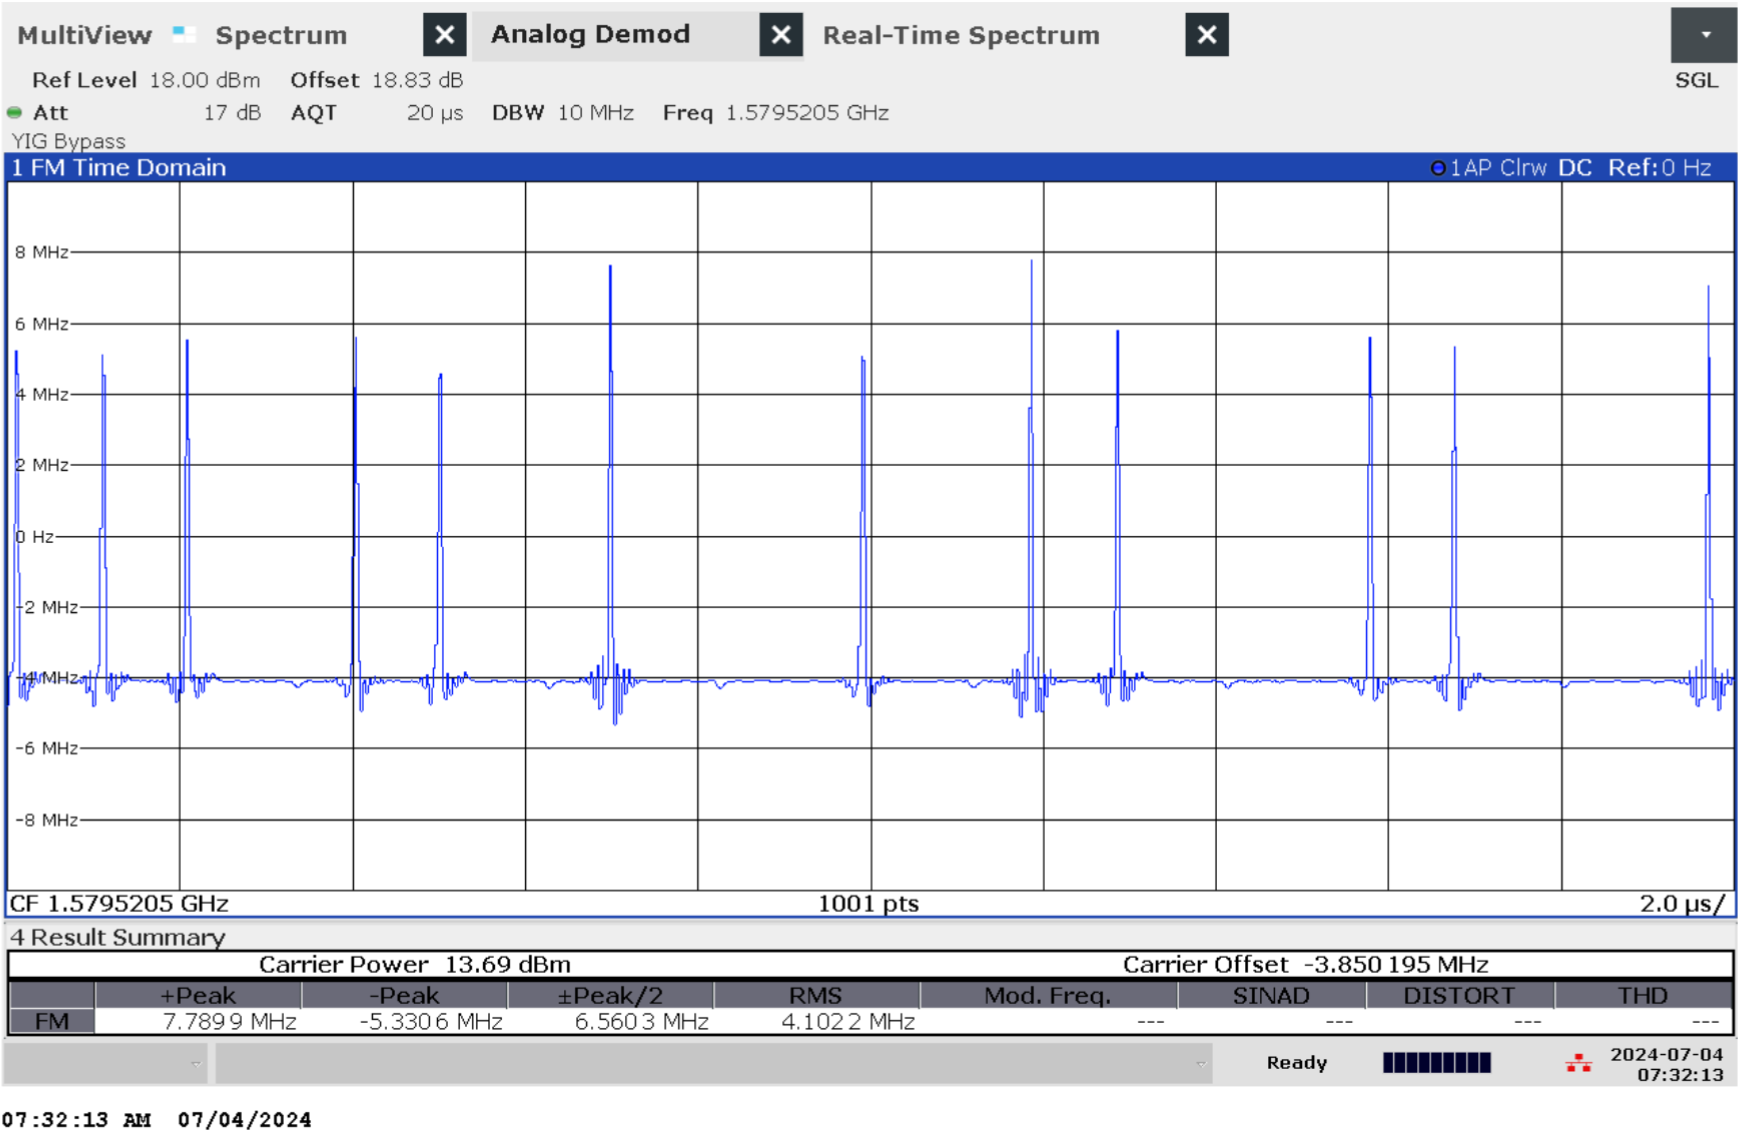 MultiView Spectrum Analog Demod Real-Time Spectrum
Ref Level 18.00 dBm Offset 18.83 dB SGL
Att 17 dB AQT 20 µs DBW 10 MHz Freq 1.5795205 GHz
YIG Bypass
1 FM Time Domain 1AP Clrw DC Ref:0 Hz
8 MHz
6 MHz
4 MHz
2 MHz
0 Hz
-2 MHz
-4 MHz
-6 MHz
-8 MHz
CF 1.5795205 GHz 1001 pts 2.0 µs/
4 Result Summary
Carrier Power 13.69 dBm Carrier Offset -3.850 195 MHz
+Peak -Peak ±Peak/2 RMS Mod. Freq. SINAD DISTORT THD
FM 7.7899 MHz -5.3306 MHz 6.5603 MHz 4.1022 MHz --- --- --- ---
Ready 2024-07-04
07:32:13
07:32:13 AM 07/04/2024